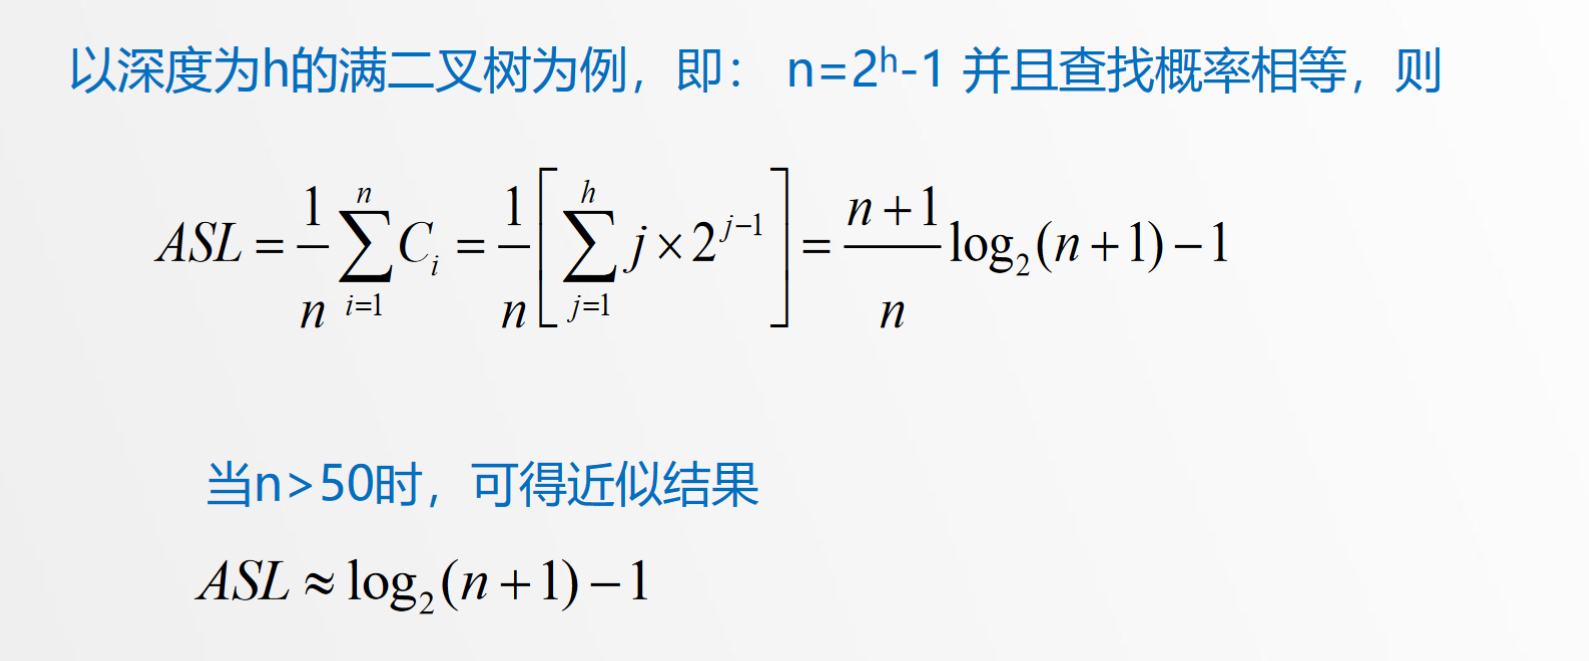 以深度为h的满二叉树为例，即： n=2^h-1 并且查找概率相等，则
ASL = \frac{1}{n} \sum_{i=1}^{n} C_i = \frac{1}{n} \left[ \sum_{j=1}^{h} j \times 2^{j-1} \right] = \frac{n+1}{n} \log_2(n+1) - 1
当n>50时，可得近似结果
ASL ≈ \log_2(n+1) - 1